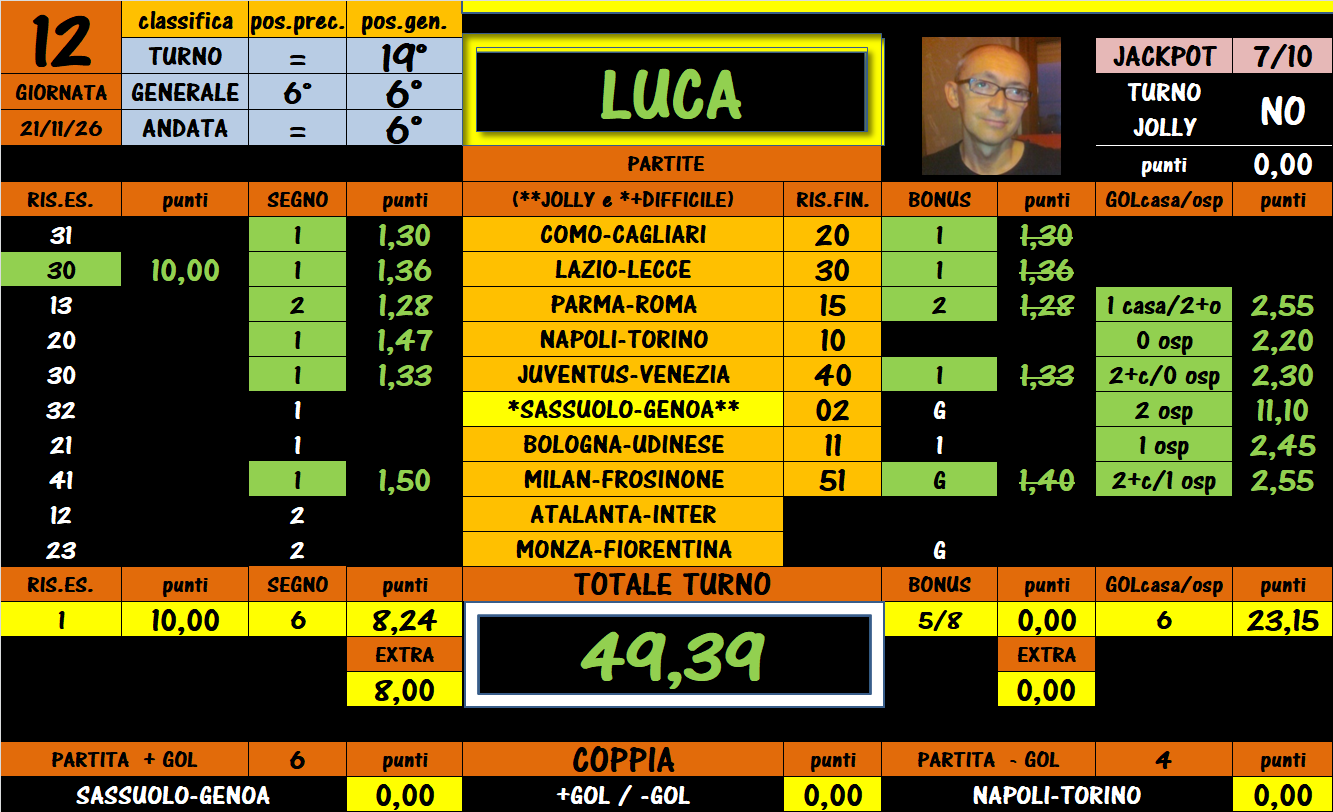 12 classifica pos.prec. pos.gen.
TURNO = 19° LUCA JACKPOT 7/10
GIORNATA GENERALE 6° 6° TURNO JOLLY NO
21/11/26 ANDATA = 6°
PARTITE punti 0,00
RIS.ES. punti SEGNO punti (**JOLLY e *+DIFFICILE) RIS.FIN. BONUS punti GOLcasa/osp punti
31 1 1,30 COMO-CAGLIARI 20 1 1,30
30 10,00 1 1,36 LAZIO-LECCE 30 1 1,36
13 2 1,28 PARMA-ROMA 15 2 1,28 1 casa/2+o 2,55
20 1 1,47 NAPOLI-TORINO 10 0 osp 2,20
30 1 1,33 JUVENTUS-VENEZIA 40 1 1,33 2+c/0 osp 2,30
32 1 *SASSUOLO-GENOA** 02 G 2 osp 11,10
21 1 BOLOGNA-UDINESE 11 1 1 osp 2,45
41 1 1,50 MILAN-FROSINONE 51 G 1,40 2+c/1 osp 2,55
12 2 ATALANTA-INTER
23 2 MONZA-FIORENTINA G
RIS.ES. punti SEGNO punti TOTALE TURNO BONUS punti GOLcasa/osp punti
1 10,00 6 8,24 49,39 5/8 0,00 6 23,15
EXTRA EXTRA
8,00 0,00
PARTITA + GOL 6 punti COPPIA punti PARTITA - GOL 4 punti
SASSUOLO-GENOA 0,00 +GOL / -GOL 0,00 NAPOLI-TORINO 0,00